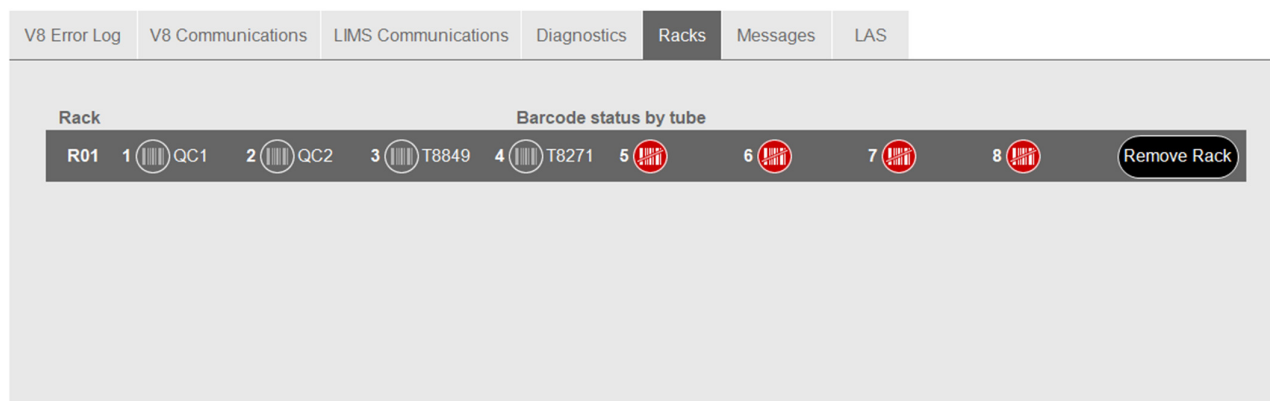 V8 Error Log V8 Communications LIMS Communications Diagnostics Racks Messages LAS
Rack Barcode status by tube
R01 1 QC1 2 QC2 3 T8849 4 T8271 5 6 7 8 Remove Rack